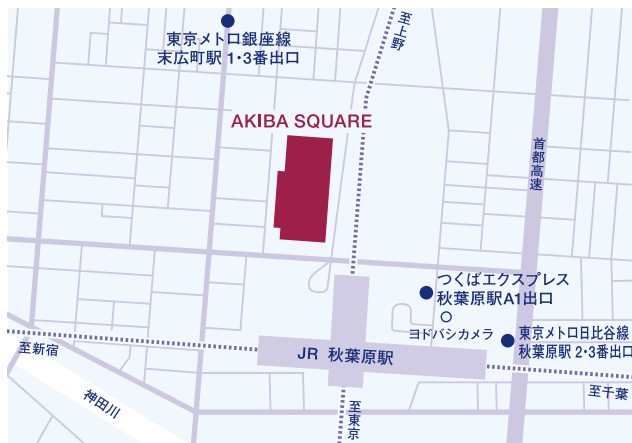 東京メトロ銀座線
末広町駅 1・3番出口
至上野
AKIBA SQUARE
首都高速
つくばエクスプレス
秋葉原駅A1出口
ヨドバシカメラ
東京メトロ日比谷線
秋葉原駅 2・3番出口
至新宿
JR 秋葉原駅
至千葉
神田川
至東京